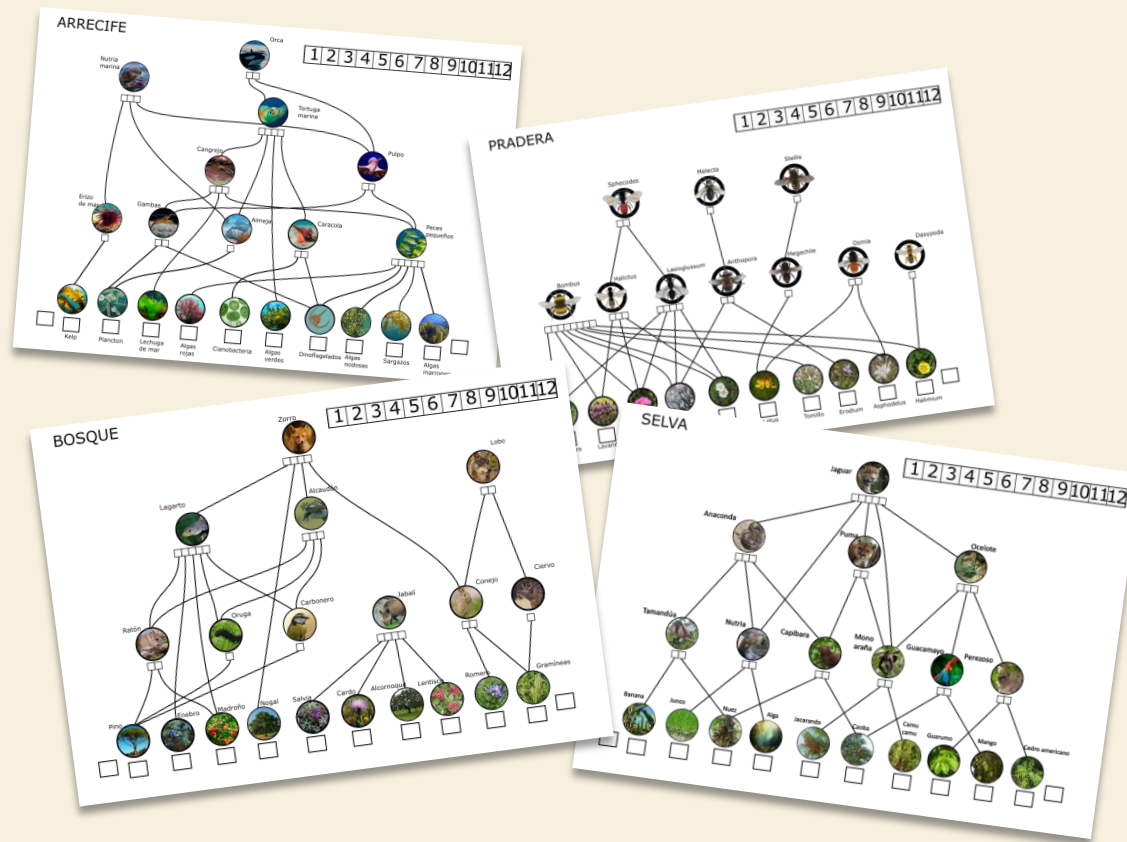 ARRECIFE
Orca
1 2 3 4 5 6 7 8 9 10 11 12
Nutria
marina
Tortuga
marina
Cangrejo
Pulpo
Erizo
de mar
Gambas
Almeja
Caracola
Peces
pequeños
Kelp
Plancton
Lechuga
de mar
Algas
rojas
Cianobacteria
Algas
verdes
Dinoflagelados
Algas
nodosas
Sargazos
Algas
marrones
PRADERA
1 2 3 4 5 6 7 8 9 10 11 12
Sphecodes
Melecta
Stelis
Bombus
Halictus
Lasioglossum
Anthopora
Megachile
Osmia
Dasypoda
Tomillo
Erodium
Asphodelus
Halimium
BOSQUE
1 2 3 4 5 6 7 8 9 10 11 12
Zorro
Lobo
Lagarto
Alcaudón
Ratón
Oruga
Carbonero
Jabalí
Conejo
Ciervo
Pino
Enebro
Madroño
Nogal
Salvia
Cardo
Alcornoque
Lentisco
Romero
Gramíneas
SELVA
1 2 3 4 5 6 7 8 9 10 11 12
Jaguar
Anaconda
Puma
Ocelote
Tamandúa
Nutria
Capibara
Mono
araña
Guacamayo
Perezoso
Banana
Junco
Nuez
Alga
Jacarandá
Caoba
Camu
camu
Guarumo
Mango
Cedro americano